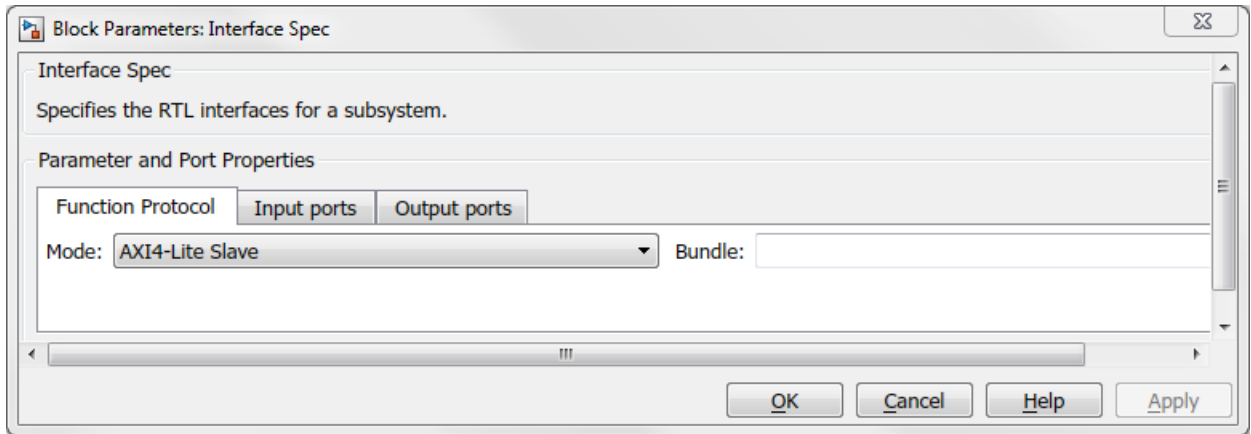 Block Parameters: Interface Spec
Interface Spec
Specifies the RTL interfaces for a subsystem.
Parameter and Port Properties
Function Protocol Input ports Output ports
Mode: AXI4-Lite Slave Bundle:
OK Cancel Help Apply